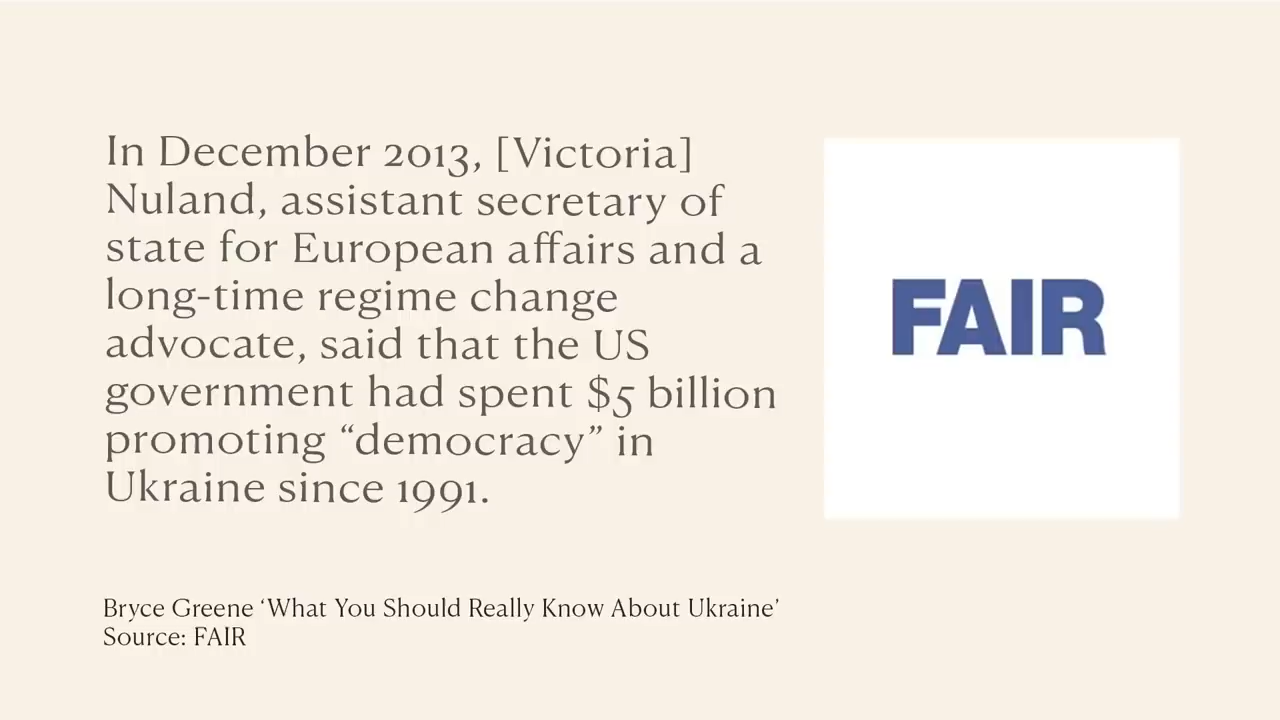 In December 2013, [Victoria]
Nuland, assistant secretary of
state for European affairs and a
long-time regime change
advocate, said that the US
government had spent $5 billion
promoting “democracy” in
Ukraine since 1991.
FAIR
Bryce Greene ‘What You Should Really Know About Ukraine’
Source: FAIR